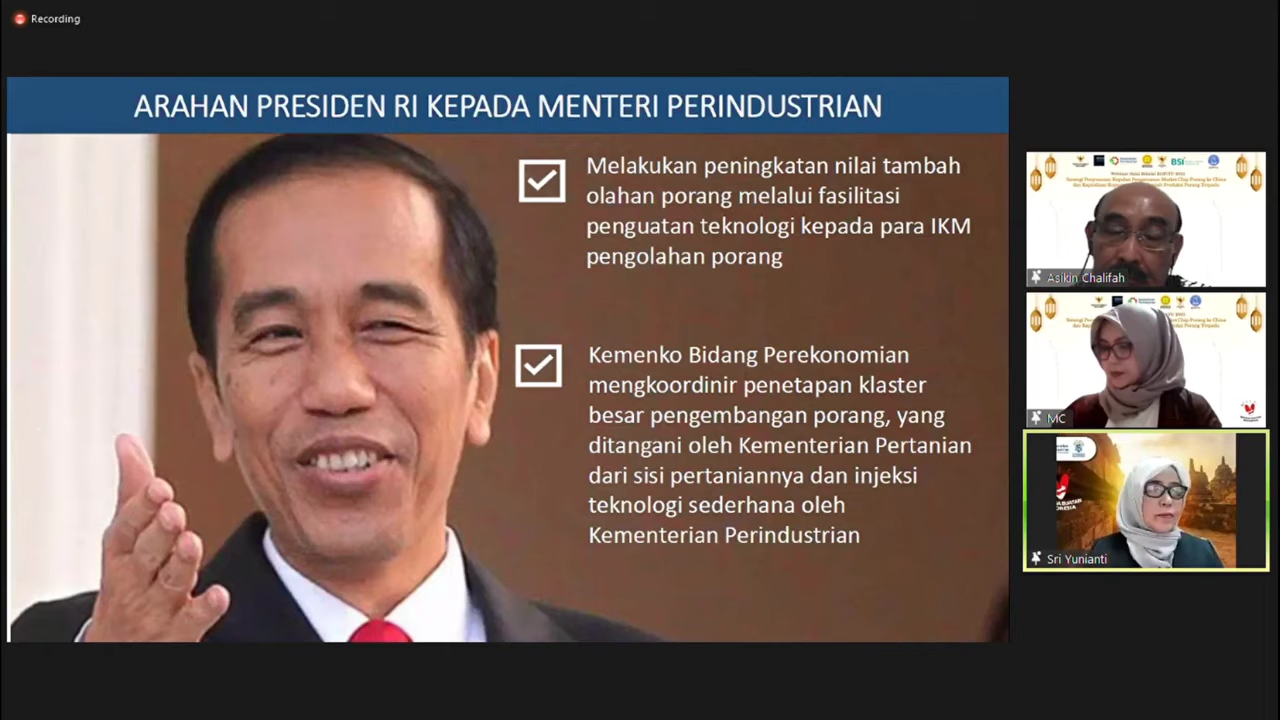 Recording
ARAHAN PRESIDEN RI KEPADA MENTERI PERINDUSTRIAN
Melakukan peningkatan nilai tambah
olahan porang melalui fasilitasi
penguatan teknologi kepada para IKM
pengolahan porang
Kemenko Bidang Perekonomian
mengkoordinir penetapan klaster
besar pengembangan porang, yang
ditangani oleh Kementerian Pertanian
dari sisi pertaniannya dan injeksi
teknologi sederhana oleh
Kementerian Perindustrian
BSI
Asikin Chalifah
MC
Sri Yunianti